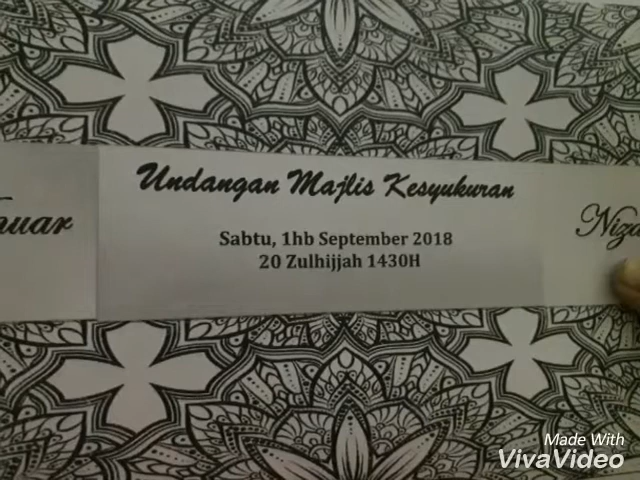 Undangan Majlis Kesyukuran
Sabtu, 1hb September 2018
20 Zulhijjah 1430H
Made With
VivaVideo